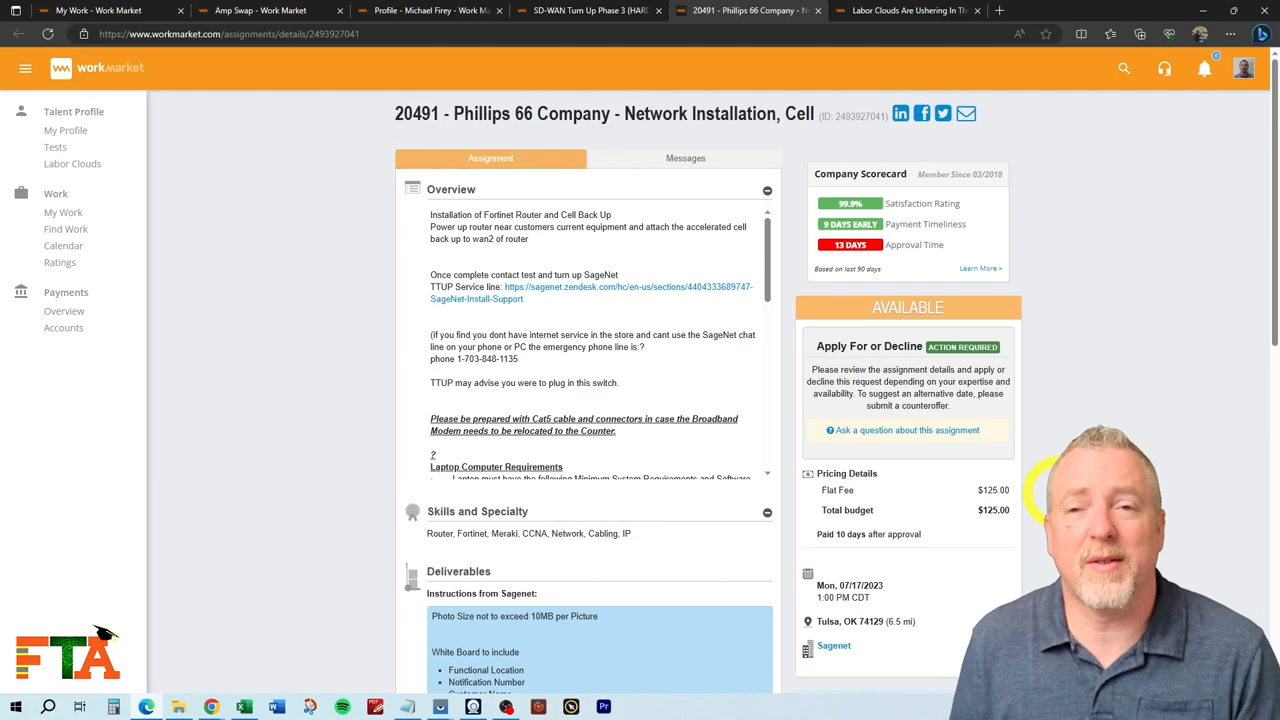 My Work - Work Market
Amp Swap - Work Market
Profile - Michael Firey - Work M
SD-WAN Turn Up Phase 3 (HARD
20491 - Phillips 66 Company - N
Labor Clouds Are Ushering In The
https://www.workmarket.com/assignments/details/2493927041
workmarket
0
Talent Profile
My Profile
Tests
Labor Clouds
Work
My Work
Find Work
Calendar
Ratings
Payments
Overview
Accounts
20491 - Phillips 66 Company - Network Installation, Cell (ID: 2493927041)
Assignment
Messages
Overview
Installation of Fortinet Router and Cell Back Up
Power up router near customers current equipment and attach the accelerated cell
back up to wan2 of router
Once complete contact test and turn up SageNet
TTUP Service line: https://sagenet.zendesk.com/hc/en-us/sections/4404333689747-
SageNet-Install-Support
(if you find you dont have internet service in the store and cant use the SageNet chat
line on your phone or PC the emergency phone line is:?
phone 1-703-848-1135
TTUP may advise you were to plug in this switch.
Please be prepared with Cat5 cable and connectors in case the Broadband
Modem needs to be relocated to the Counter.
?
Laptop Computer Requirements
Laptop must have the following Minimum System Requirements and Software
Skills and Specialty
Router, Fortinet, Meraki, CCNA, Network, Cabling, IP
Deliverables
Instructions from Sagenet:
Photo Size not to exceed 10MB per Picture
White Board to include
• Functional Location
• Notification Number
• Customer Name
Company Scorecard Member Since 03/2018
99.9% Satisfaction Rating
9 DAYS EARLY Payment Timeliness
13 DAYS Approval Time
Based on last 90 days Learn More »
AVAILABLE
Apply For or Decline ACTION REQUIRED
Please review the assignment details and apply or
decline this request depending on your expertise and
availability. To suggest an alternative date, please
submit a counteroffer.
Ask a question about this assignment
Pricing Details
Flat Fee $125.00
Total budget $125.00
Paid 10 days after approval
Mon, 07/17/2023
1:00 PM CDT
Tulsa, OK 74129 (6.5 mi)
Sagenet
FTA